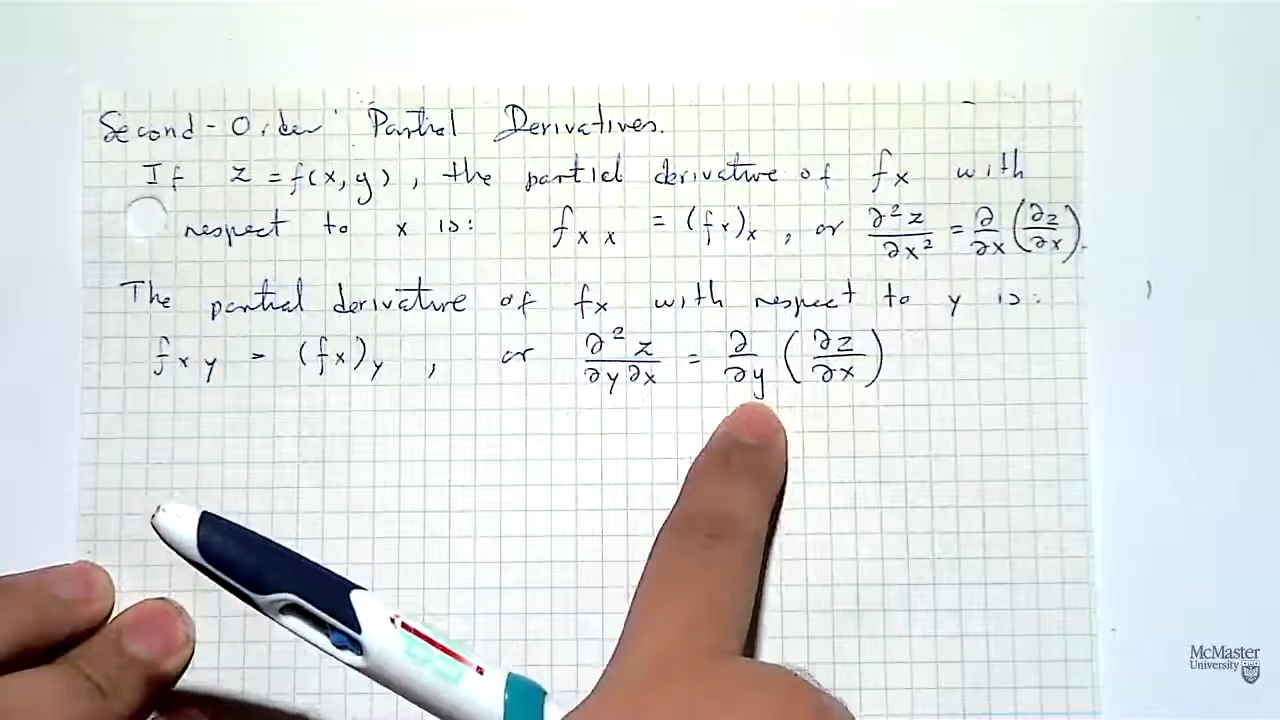 Second-Order Partial Derivatives.
If z = f(x,y), the partial derivative of fx with
respect to x is: fxx = (fx)x, or ∂²z/∂x² = ∂/∂x (∂z/∂x).
The partial derivative of fx with respect to y is:
fxy = (fx)y, or ∂²z/∂y∂x = ∂/∂y (∂z/∂x)
McMaster
University